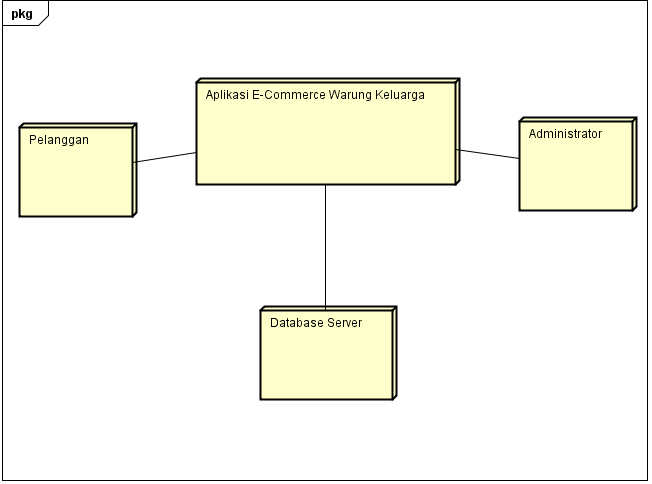 pkg
Aplikasi E-Commerce Warung Keluarga
Pelanggan
Administrator
Database Server